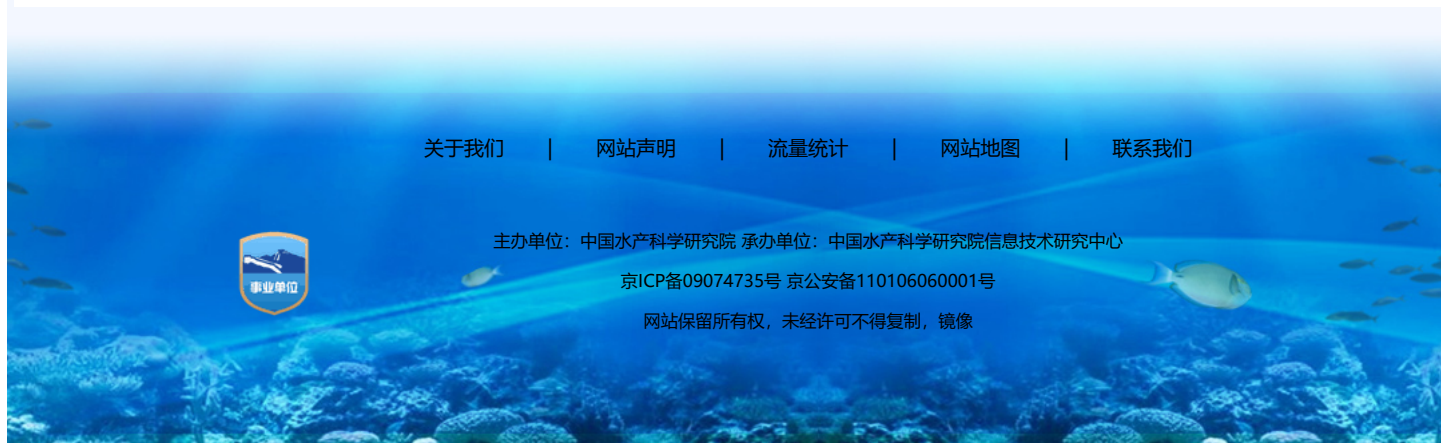 关于我们 | 网站声明 | 流量统计 | 网站地图 | 联系我们
主办单位：中国水产科学研究院 承办单位：中国水产科学研究院信息技术研究中心
事业单位
京ICP备09074735号 京公安备110106060001号
网站保留所有权，未经许可不得复制，镜像